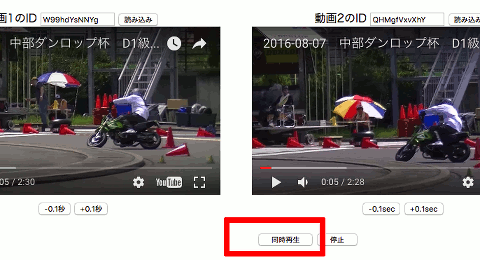 画1のID W99hdYsNNYg 読み込み
動画2のID QHMgfVxvXhY 読み込み
中部ダンロップ杯 D1級...
2016-08-07 中部ダンロップ杯 D1級
:05 / 2:30 YouTube
0:05 / 2:28
-0.1秒 +0.1秒
-0.1sec +0.1sec
同時再生 停止